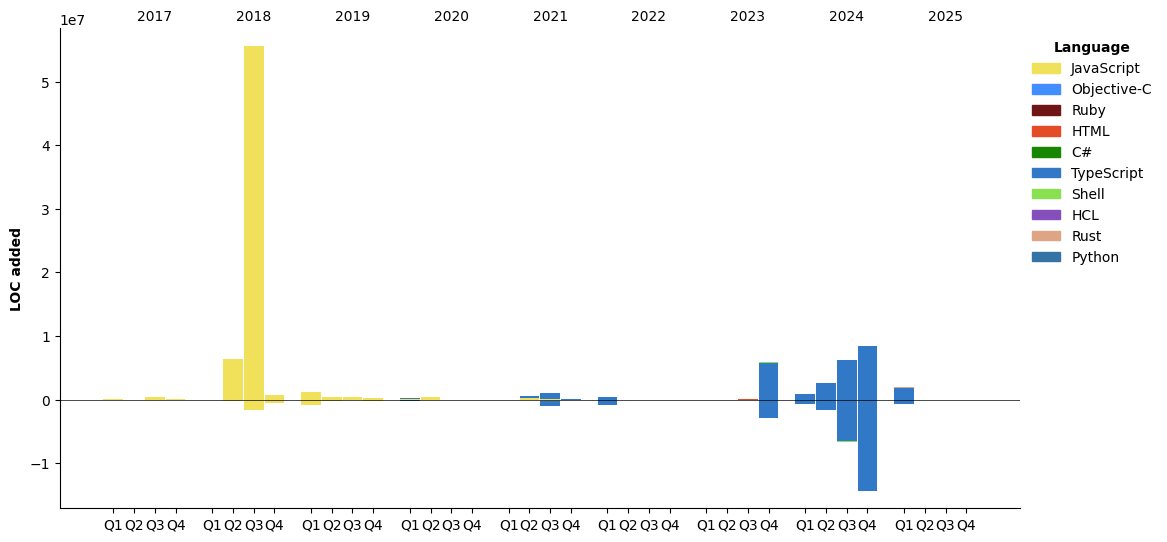 1e7
2017 2018 2019 2020 2021 2022 2023 2024 2025
5
4
3
2
1
0
−1
LOC added
Q1 Q2 Q3 Q4 Q1 Q2 Q3 Q4 Q1 Q2 Q3 Q4 Q1 Q2 Q3 Q4 Q1 Q2 Q3 Q4 Q1 Q2 Q3 Q4 Q1 Q2 Q3 Q4 Q1 Q2 Q3 Q4 Q1 Q2 Q3 Q4
Language
JavaScript
Objective-C
Ruby
HTML
C#
TypeScript
Shell
HCL
Rust
Python